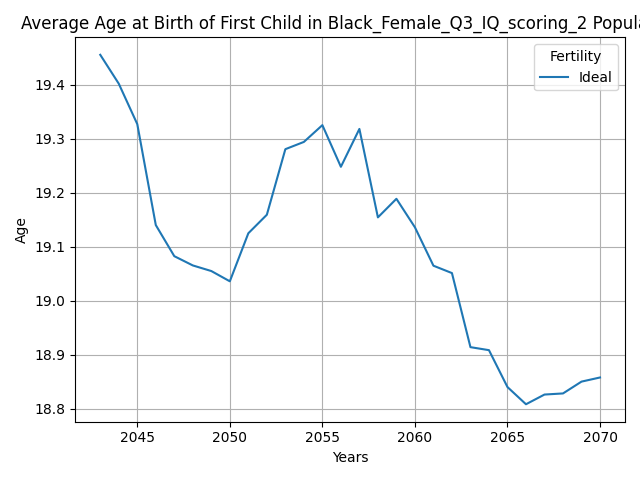 Average Age at Birth of First Child in Black_Female_Q3_IQ_scoring_2 Popula
Fertility
Ideal
19.4
19.3
19.2
19.1
19.0
18.9
18.8
Age
2045 2050 2055 2060 2065 2070
Years